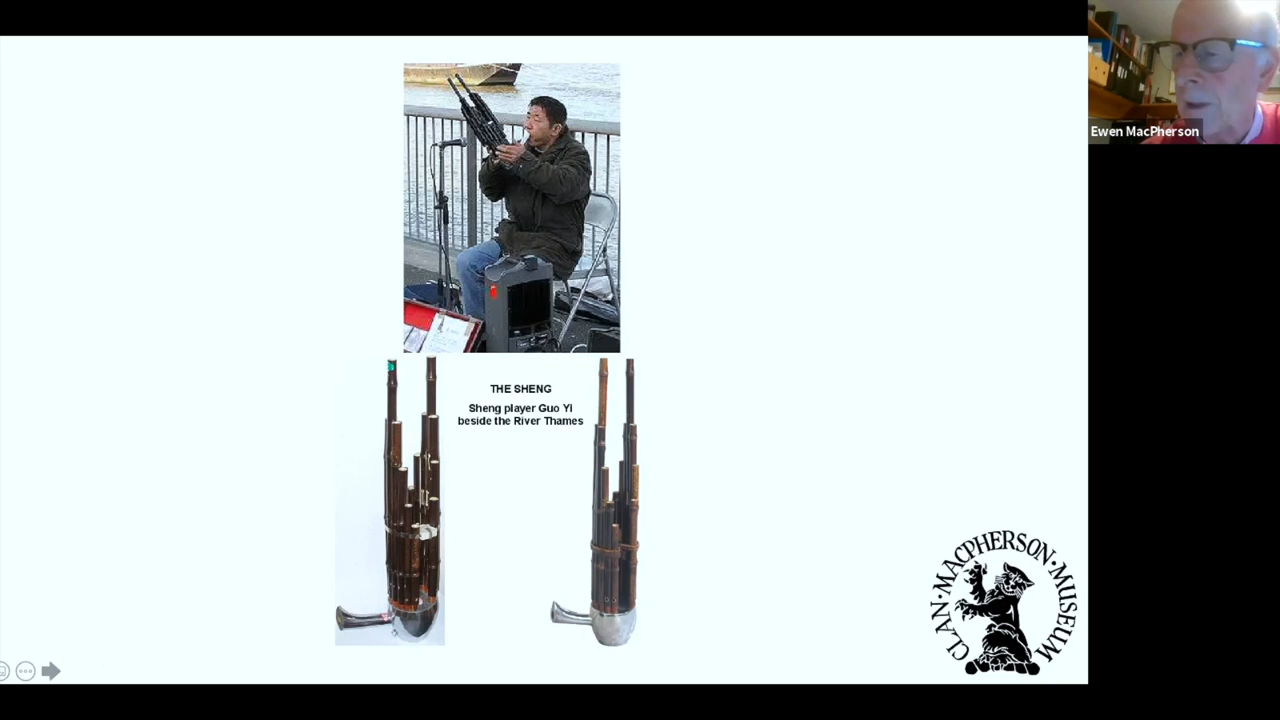 Ewen MacPherson
THE SHENG
Sheng player Guo Yi
beside the River Thames
CLAN·MACPHERSON·MUSEUM